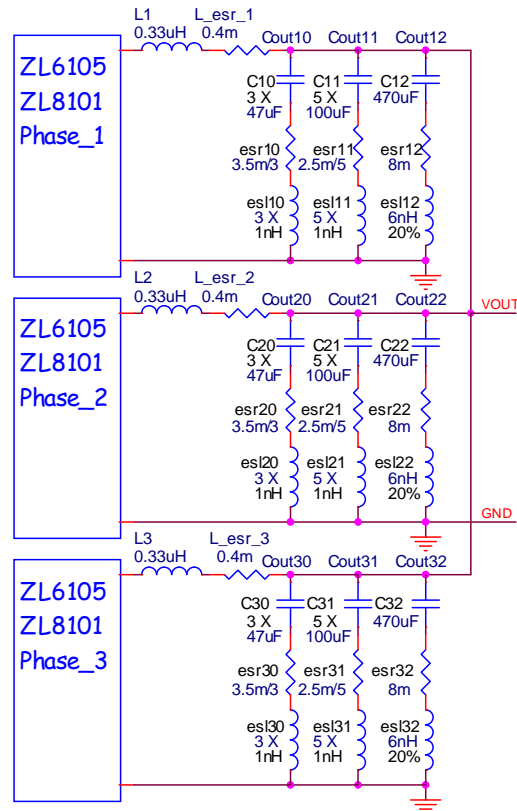 L1
0.33uH
L_esr_1
0.4m
Cout10
Cout11
Cout12
ZL6105
ZL8101
Phase_1
C10
3 X
47uF
C11
5 X
100uF
C12
470uF
esr10
3.5m/3
esr11
2.5m/5
esr12
8m
esl10
3 X
1nH
esl11
5 X
1nH
esl12
6nH
20%
L2
0.33uH
L_esr_2
0.4m
Cout20
Cout21
Cout22
VOUT
ZL6105
ZL8101
Phase_2
C20
3 X
47uF
C21
5 X
100uF
C22
470uF
esr20
3.5m/3
esr21
2.5m/5
esr22
8m
esl20
3 X
1nH
esl21
5 X
1nH
esl22
6nH
20%
GND
L3
0.33uH
L_esr_3
0.4m
Cout30
Cout31
Cout32
ZL6105
ZL8101
Phase_3
C30
3 X
47uF
C31
5 X
100uF
C32
470uF
esr30
3.5m/3
esr31
2.5m/5
esr32
8m
esl30
3 X
1nH
esl31
5 X
1nH
esl32
6nH
20%